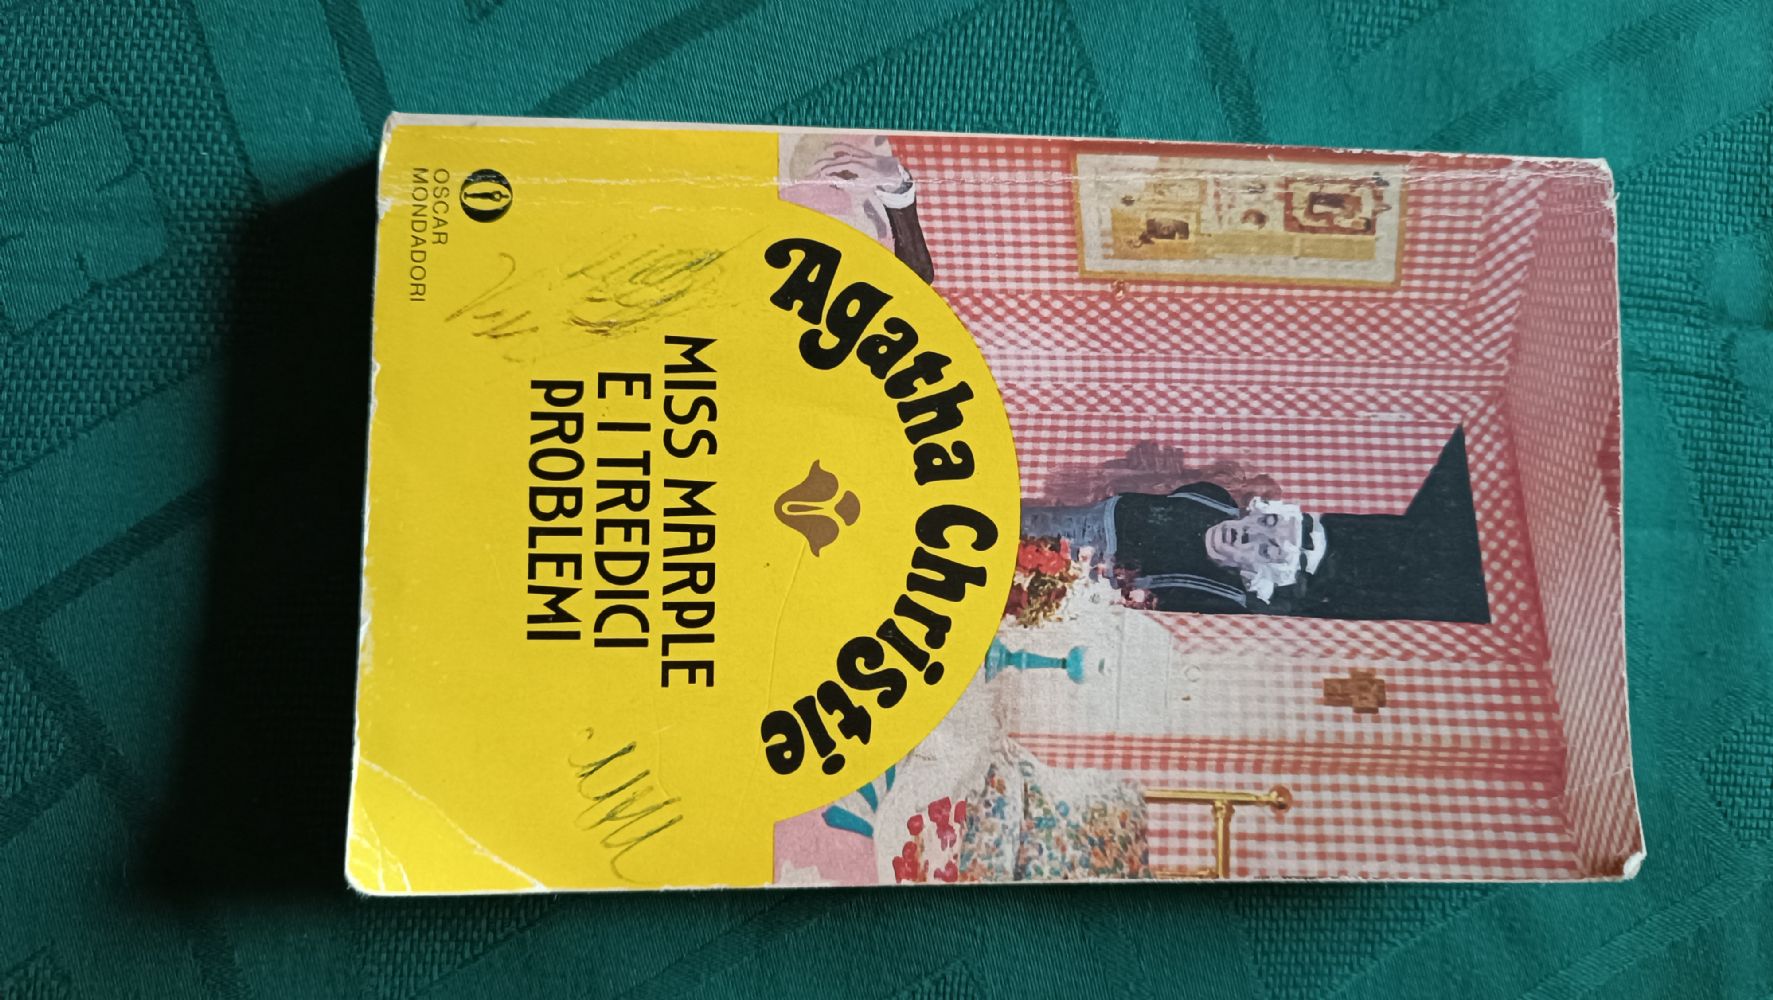 Agatha Christie
MISS MARPLE
E I TREDICI
PROBLEMI
OSCAR
MONDADORI